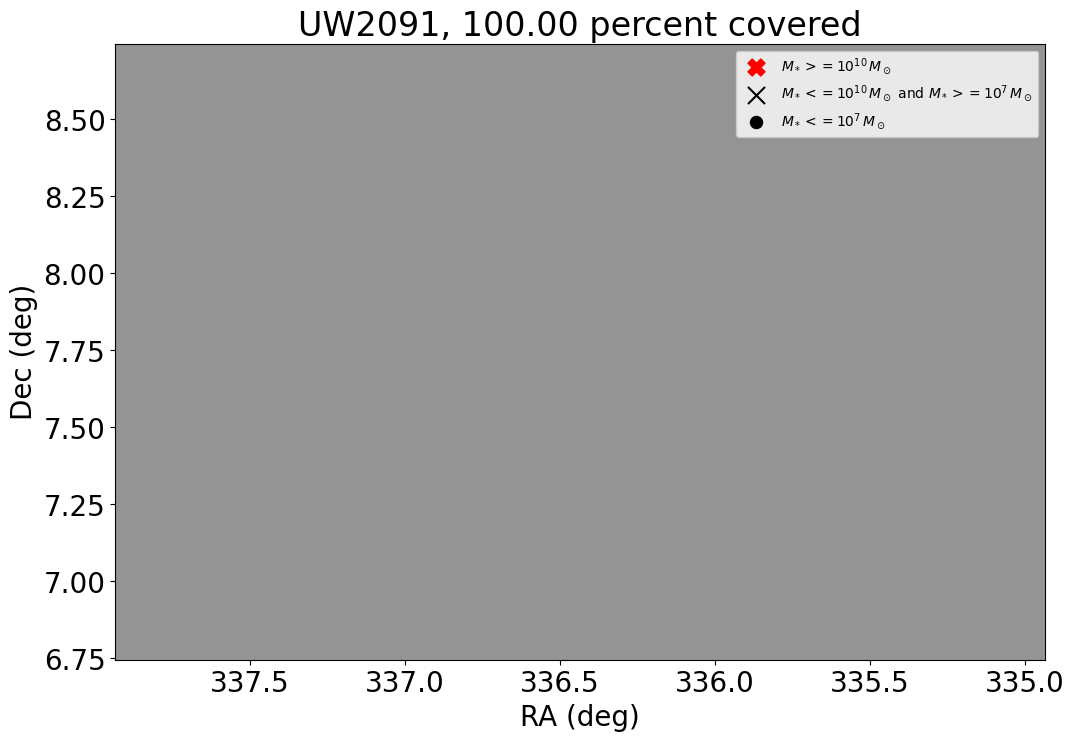 UW2091, 100.00 percent covered
M* >= 10^10 M⊙
M* <= 10^10 M⊙ and M* >= 10^7 M⊙
M* <= 10^7 M⊙
8.50
8.25
8.00
7.75
7.50
7.25
7.00
6.75
Dec (deg)
337.5 337.0 336.5 336.0 335.5 335.0
RA (deg)